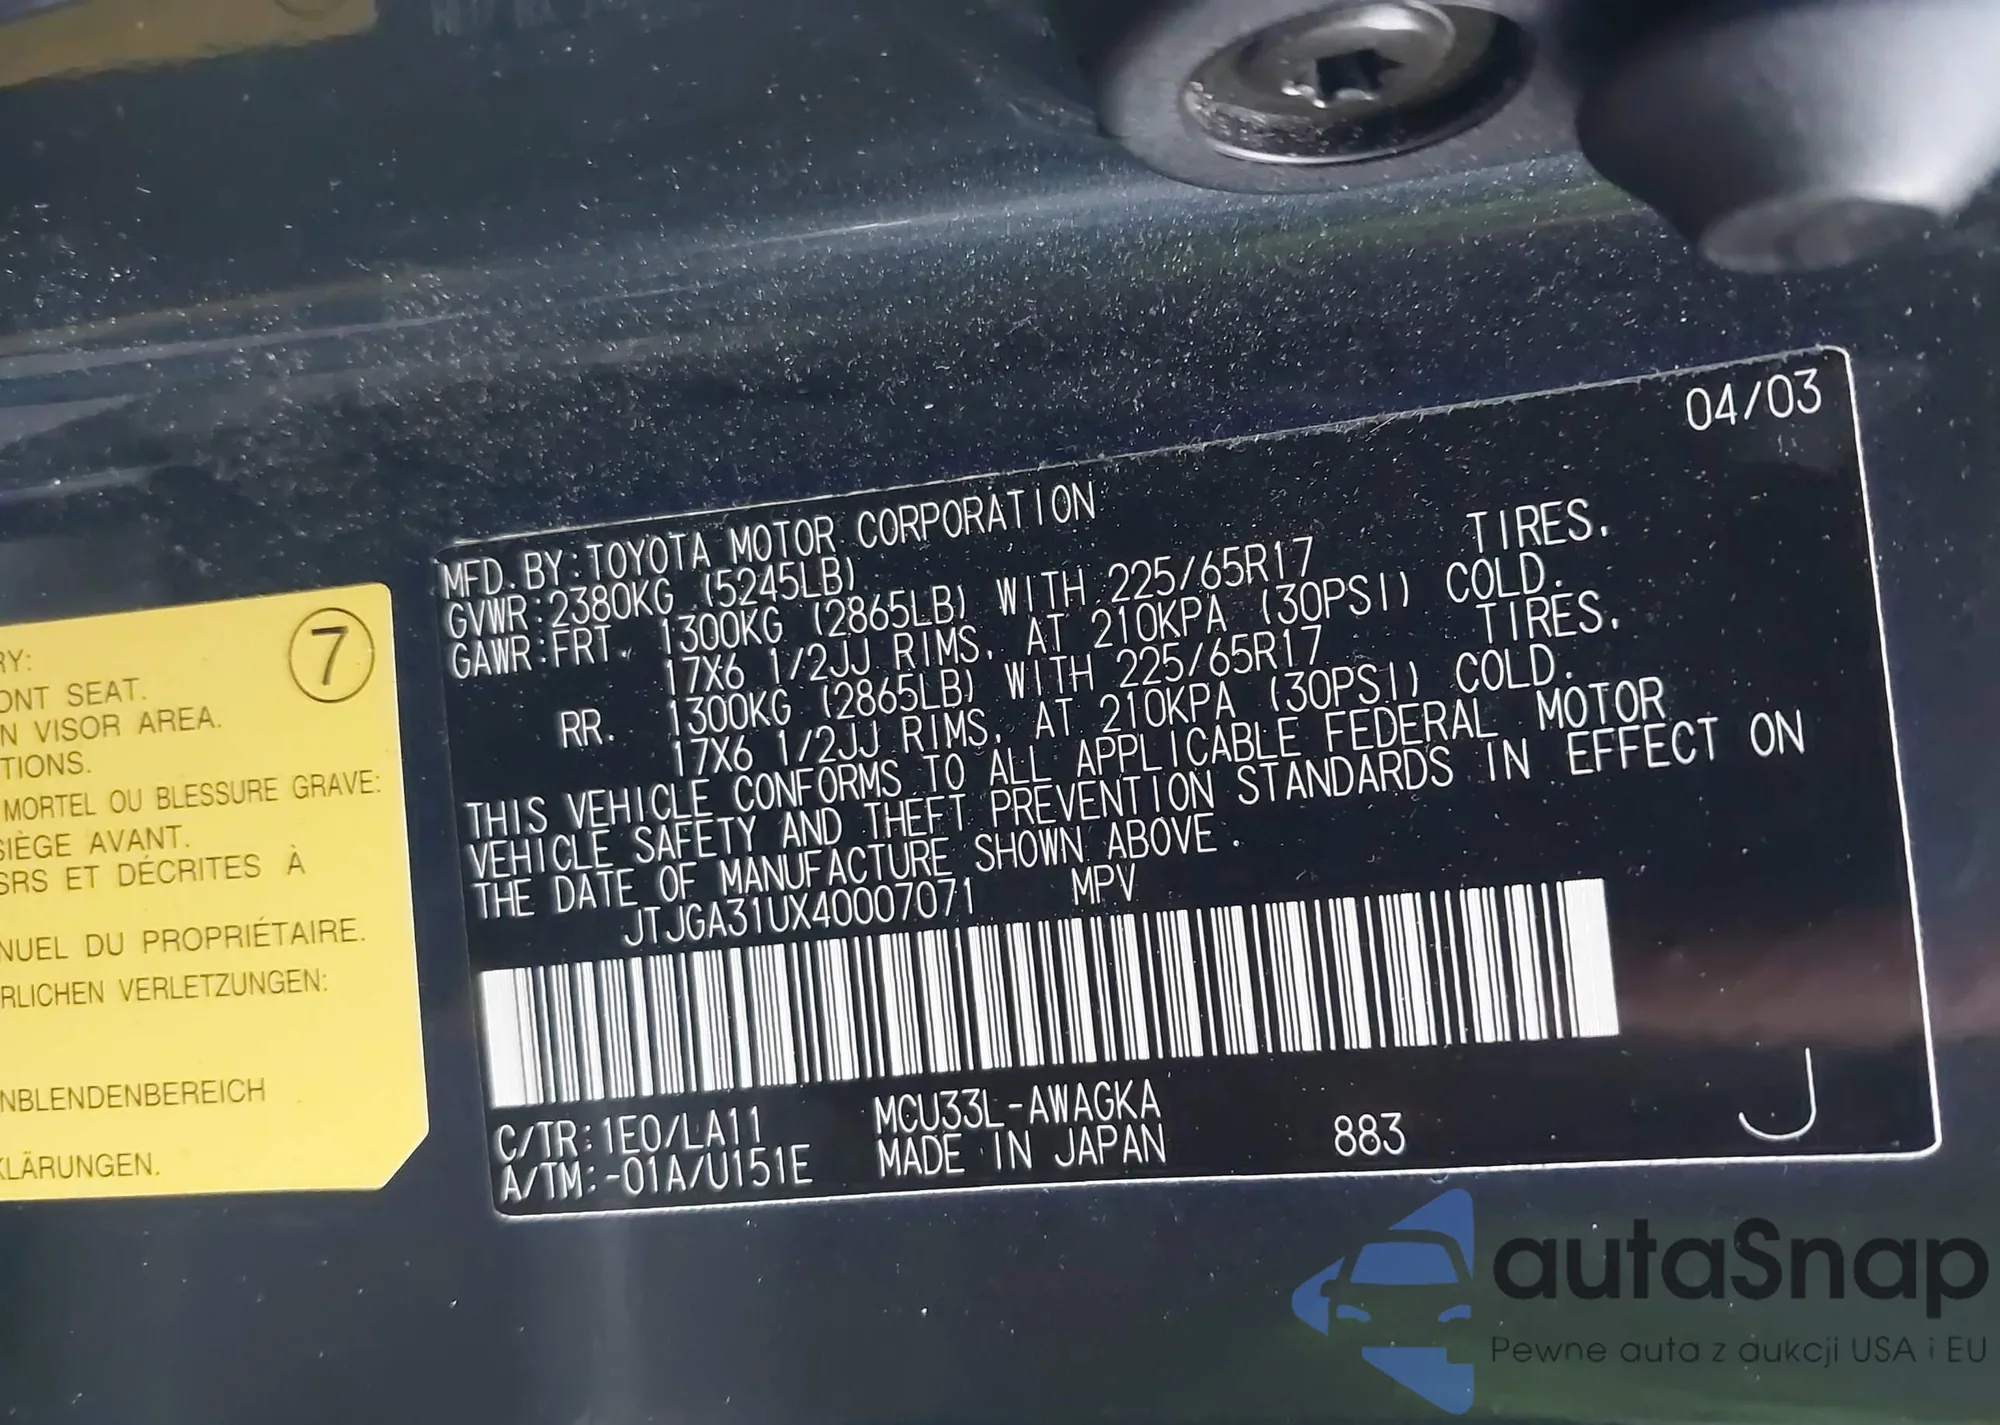 RY:
ONT SEAT.
N VISOR AREA.
TIONS.
MORTEL OU BLESSURE GRAVE:
SIÈGE AVANT.
SRS ET DÉCRITES À
NUEL DU PROPRIÉTAIRE.
RLICHEN VERLETZUNGEN:
NBLENDENBEREICH
KLÄRUNGEN.
7
04/03
MFD. BY:TOYOTA MOTOR CORPORATION
GVWR:2380KG (5245LB)
GAWR:FRT. 1300KG (2865LB) WITH 225/65R17 TIRES,
17X6 1/2JJ RIMS, AT 210KPA (30PSI) COLD.
RR. 1300KG (2865LB) WITH 225/65R17 TIRES,
17X6 1/2JJ RIMS, AT 210KPA (30PSI) COLD.
THIS VEHICLE CONFORMS TO ALL APPLICABLE FEDERAL MOTOR
VEHICLE SAFETY AND THEFT PREVENTION STANDARDS IN EFFECT ON
THE DATE OF MANUFACTURE SHOWN ABOVE.
JTJGA31UX40007071 MPV
C/TR:1E0/LA11 MCU33L-AWAGKA
A/TM:-01A/U151E MADE IN JAPAN 883
J
autaSnap
Pewne auta z aukcji USA i EU